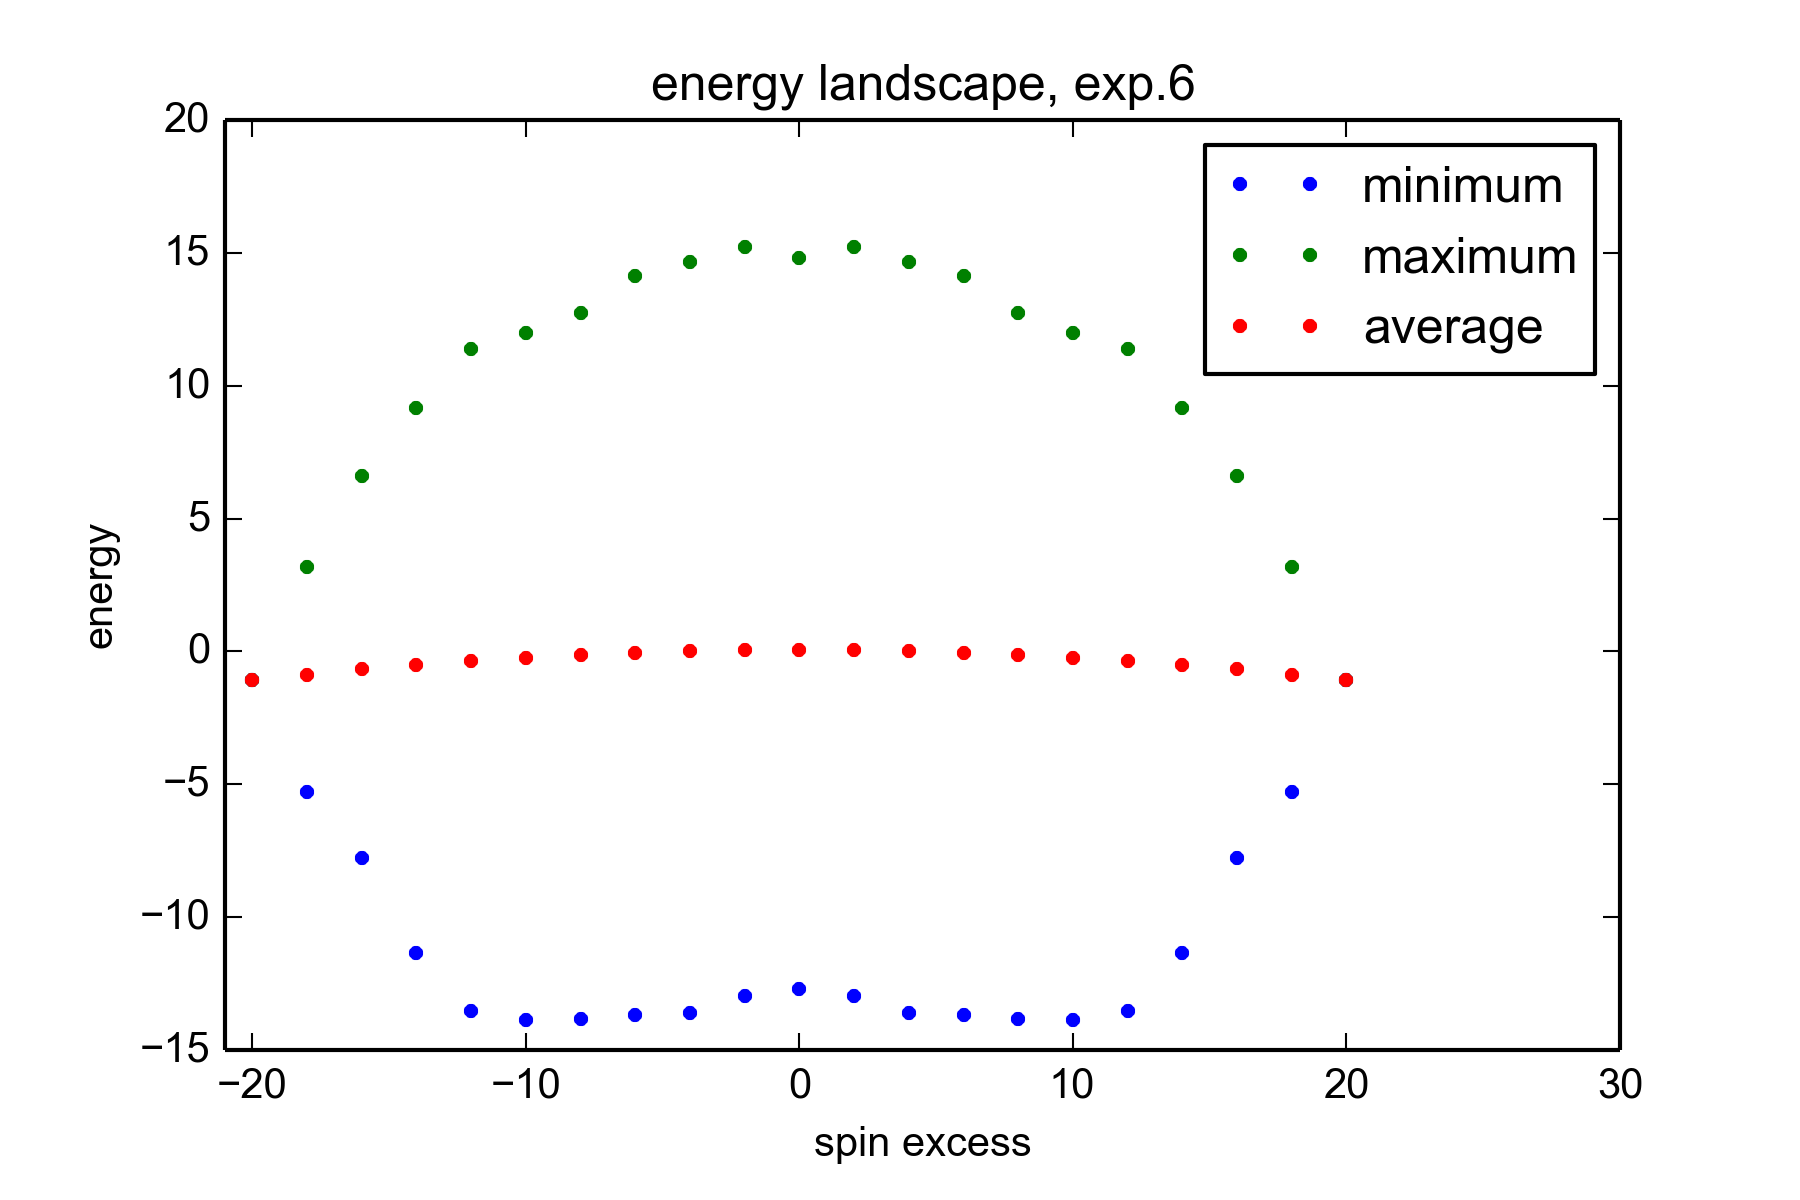 energy landscape, exp.6
20
15
10
5
0
−5
−10
−15
energy
minimum
maximum
average
−20 −10 0 10 20 30
spin excess